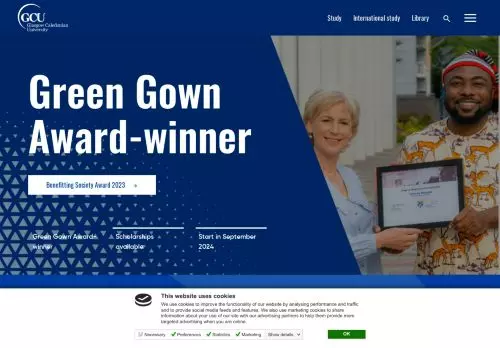 GCU
Glasgow Caledonian
University
Study
International study
Library
Green Gown
Award-winner
Benefitting Society Award 2023
Green Gown Award-
winner
Scholarships
available
Start in September
2024
This website uses cookies
We use cookies to improve the functionality of our website by analysing performance and traffic
and to provide social media feeds and features. We also use marketing cookies to share
information about your use of our site with our advertising partners to help them provide more
targeted advertising when you are online.
Necessary
Preferences
Statistics
Marketing
Show details
OK